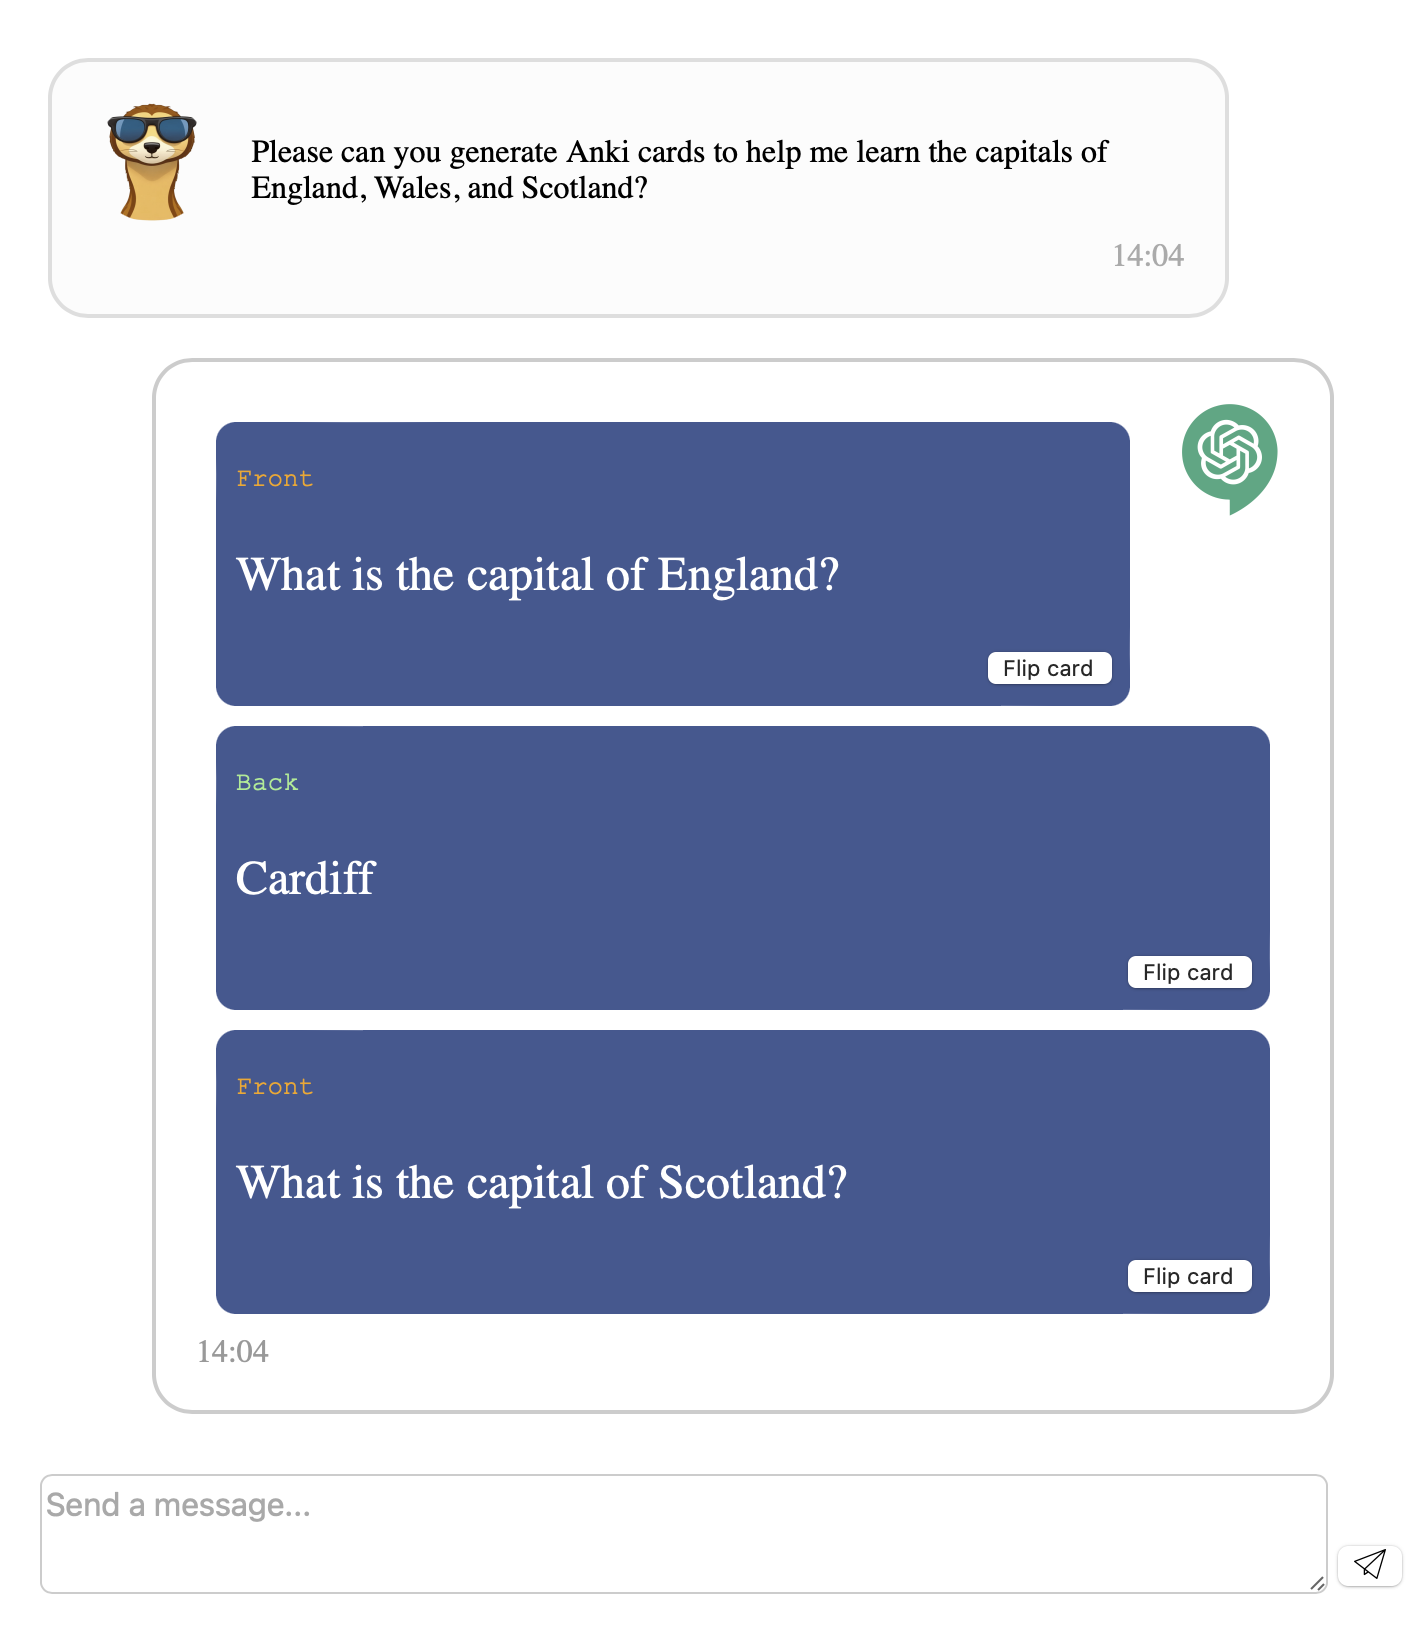 Please can you generate Anki cards to help me learn the capitals of
England, Wales, and Scotland?
14:04
Front
What is the capital of England?
Flip card
Back
Cardiff
Flip card
Front
What is the capital of Scotland?
Flip card
14:04
Send a message...